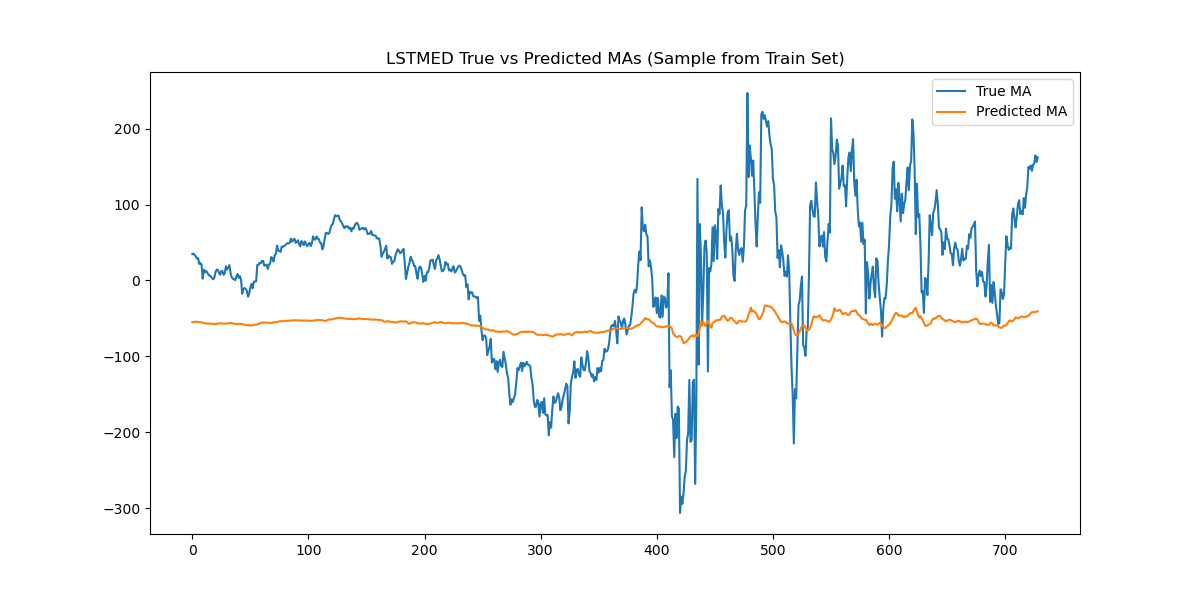 LSTMED True vs Predicted MAs (Sample from Train Set)
True MA
Predicted MA
200
100
0
−100
−200
−300
0 100 200 300 400 500 600 700